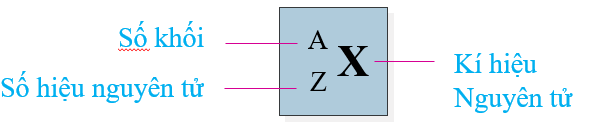 Số khối
A
X
Z
Số hiệu nguyên tử
Kí hiệu
Nguyên tử